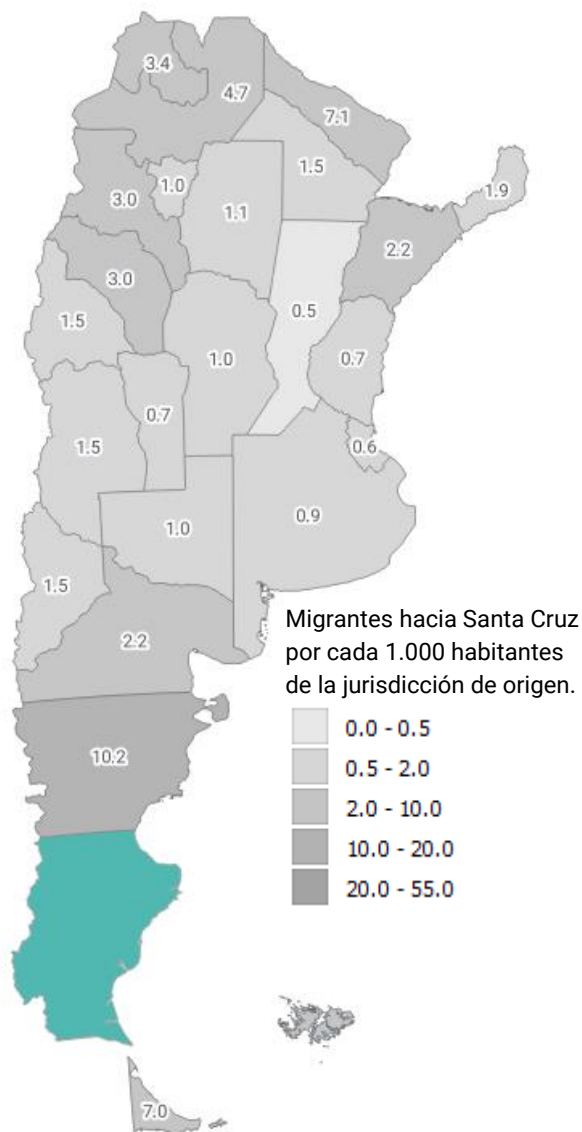 3.4
4.7
7.1
1.5
1.0
1.9
3.0
1.1
2.2
3.0
0.5
1.5
1.0
0.7
0.7
1.5
0.6
0.9
1.0
1.5
2.2
Migrantes hacia Santa Cruz
por cada 1.000 habitantes
de la jurisdicción de origen.
0.0 - 0.5
0.5 - 2.0
2.0 - 10.0
10.0 - 20.0
20.0 - 55.0
10.2
7.0